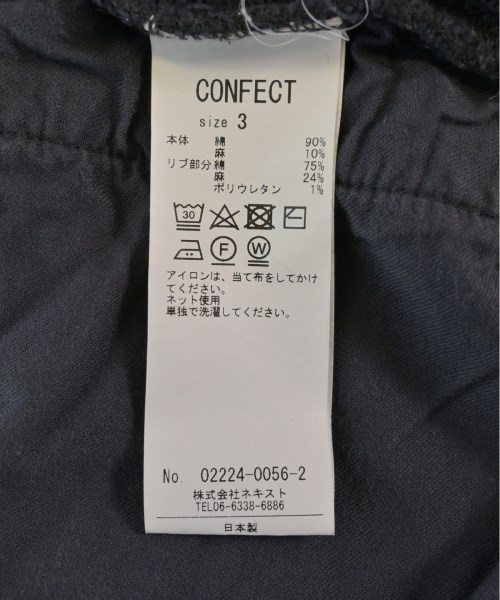 CONFECT
size 3
本体 綿 90%
麻 10%
リブ部分 綿 75%
麻 24%
ポリウレタン 1%
30
F W
アイロンは、当て布をしてかけ
てください。
ネット使用
単独で洗濯してください。
No. 02224-0056-2
株式会社ネキスト
TEL06-6338-6886
日本製